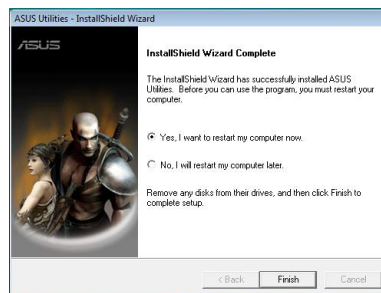 ASUS Utilities - InstallShield Wizard
ASUS
InstallShield Wizard Complete
The InstallShield Wizard has successfully installed ASUS
Utilities. Before you can use the program, you must restart your
computer.
Yes, I want to restart my computer now.
No, I will restart my computer later.
Remove any disks from their drives, and then click Finish to
complete setup.
< Back Finish Cancel